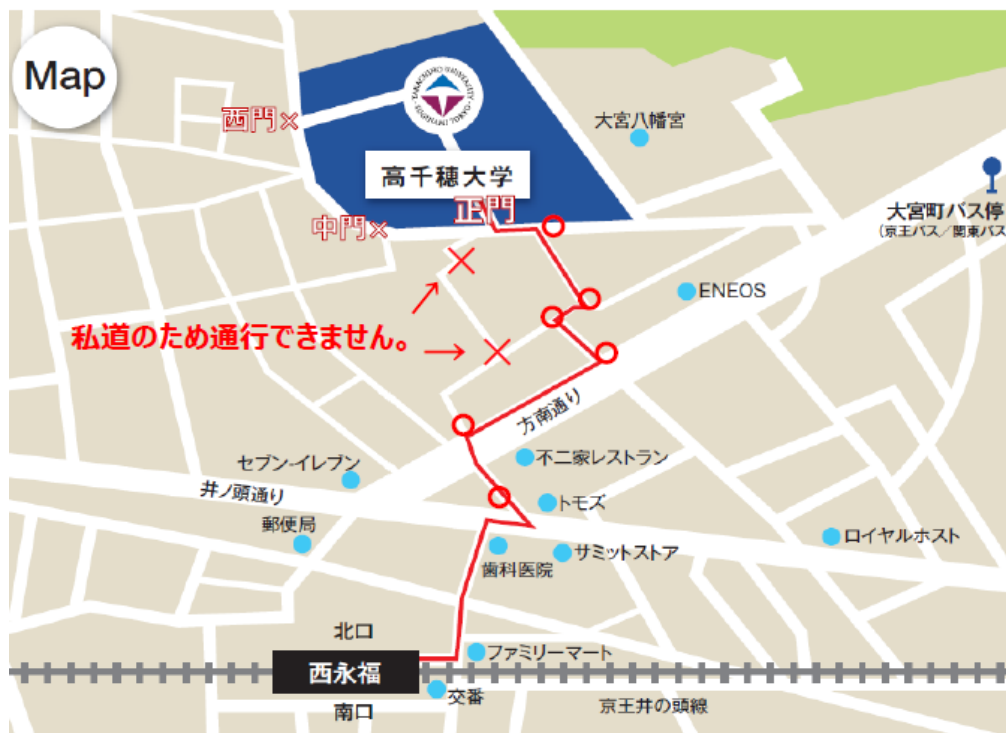 Map
TAKACHIHO UNIVERSITY
SUGINAMI TOKYO
西門×
大宮八幡宮
高千穂大学
正門
中門×
大宮町バス停
(京王バス／関東バス
ENEOS
私道のため通行できません。
方南通り
不二家レストラン
セブン-イレブン
井ノ頭通り
トモズ
郵便局
ロイヤルホスト
サミットストア
歯科医院
北口
ファミリーマート
西永福
交番
京王井の頭線
南口